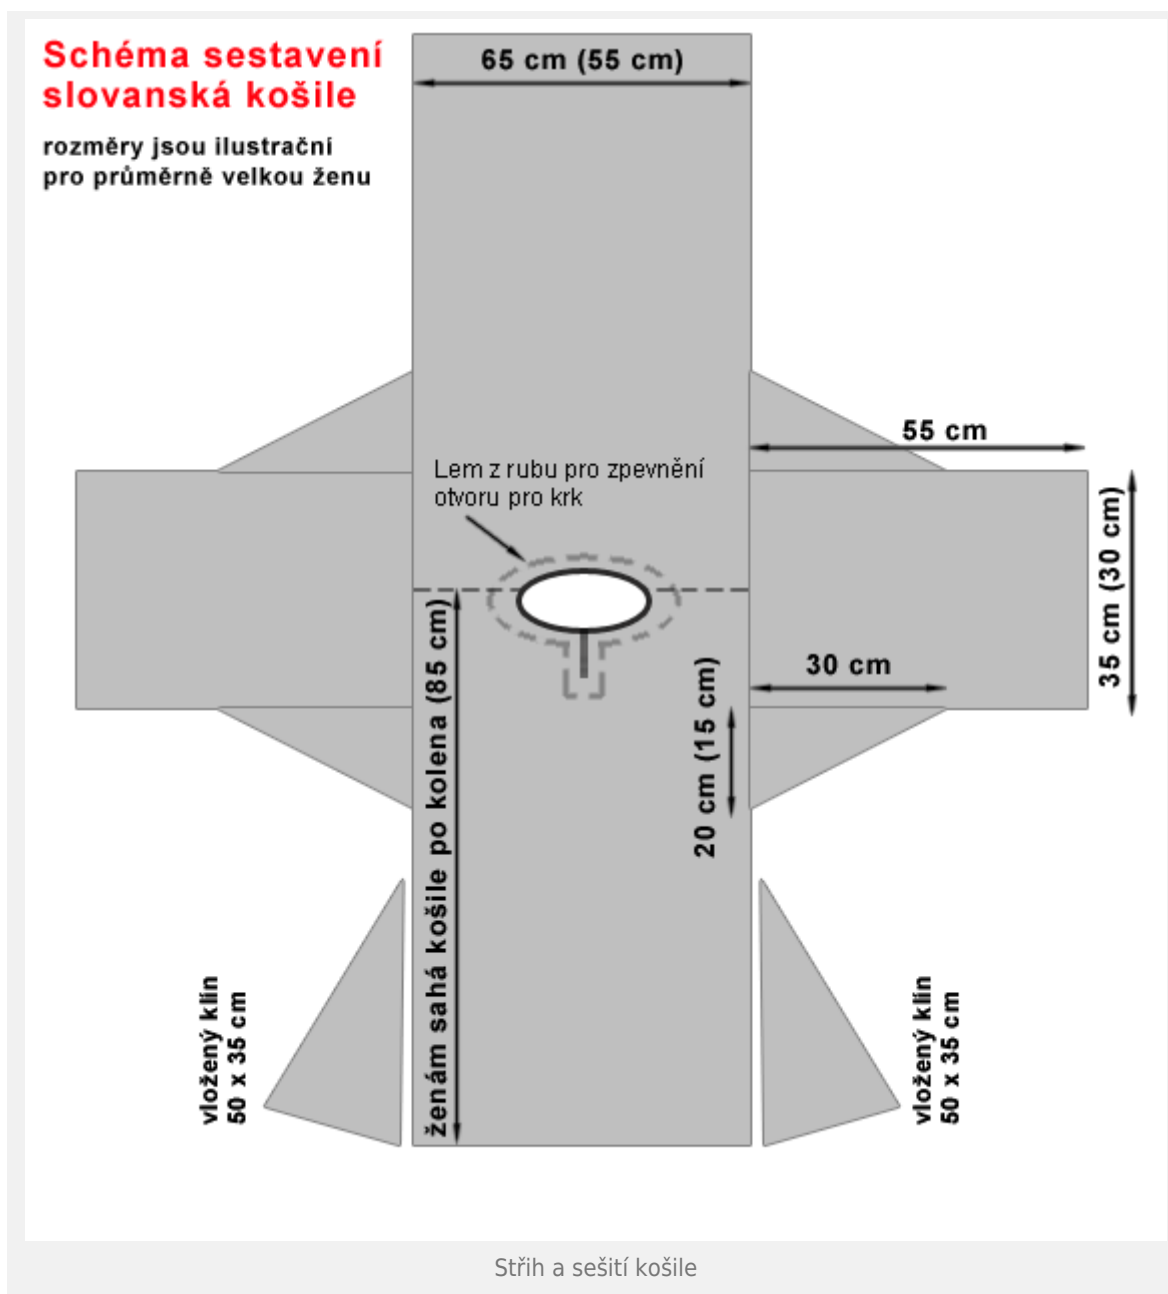 Schéma sestavení
slovanská košile
rozměry jsou ilustrační
pro průměrně velkou ženu
65 cm (55 cm)
55 cm
Lem z rubu pro zpevnění
otvoru pro krk
35 cm (30 cm)
30 cm
20 cm (15 cm)
ženám sahá košile po kolena (85 cm)
vložený klín
50 x 35 cm
vložený klín
50 x 35 cm
Střih a sešití košile